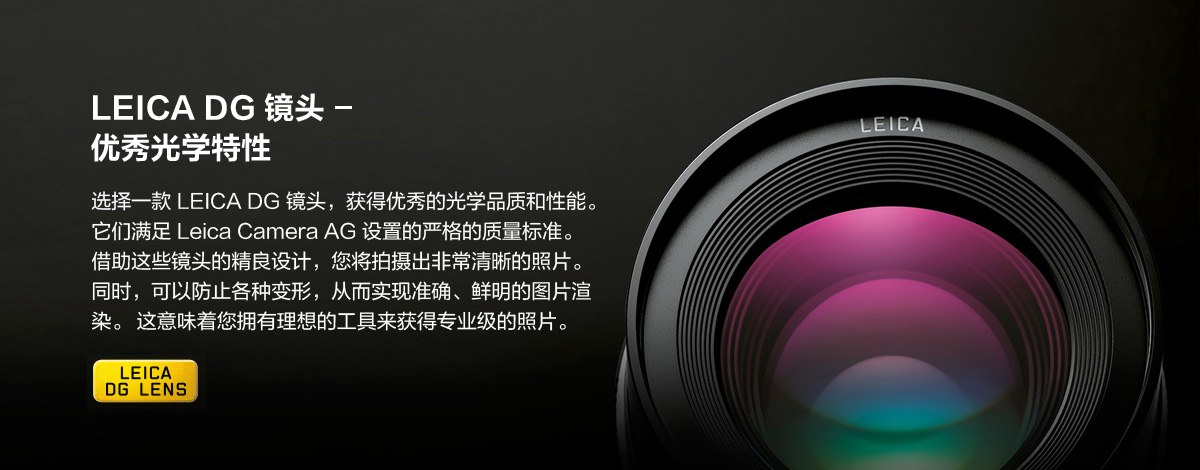 LEICA DG 镜头 –
优秀光学特性
选择一款 LEICA DG 镜头，获得优秀的光学品质和性能。
它们满足 Leica Camera AG 设置的严格的质量标准。
借助这些镜头的精良设计，您将拍摄出非常清晰的照片。
同时，可以防止各种变形，从而实现准确、鲜明的图片渲
染。 这意味着您拥有理想的工具来获得专业级的照片。
LEICA
DG LENS
LEICA